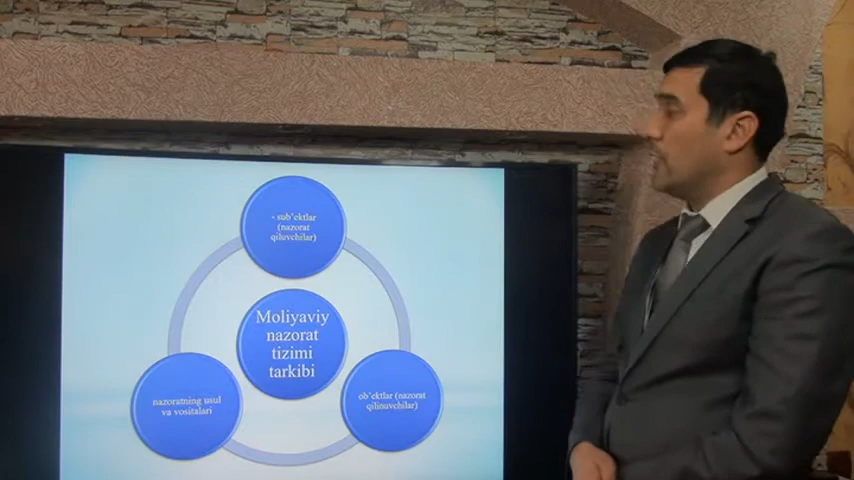 - sub'ektlar
(nazorat
qiluvchilar)
Moliyaviy
nazorat
tizimi
tarkibi
nazoratning usul
va vositalari
ob'ektlar (nazorat
qilinuvchilar)